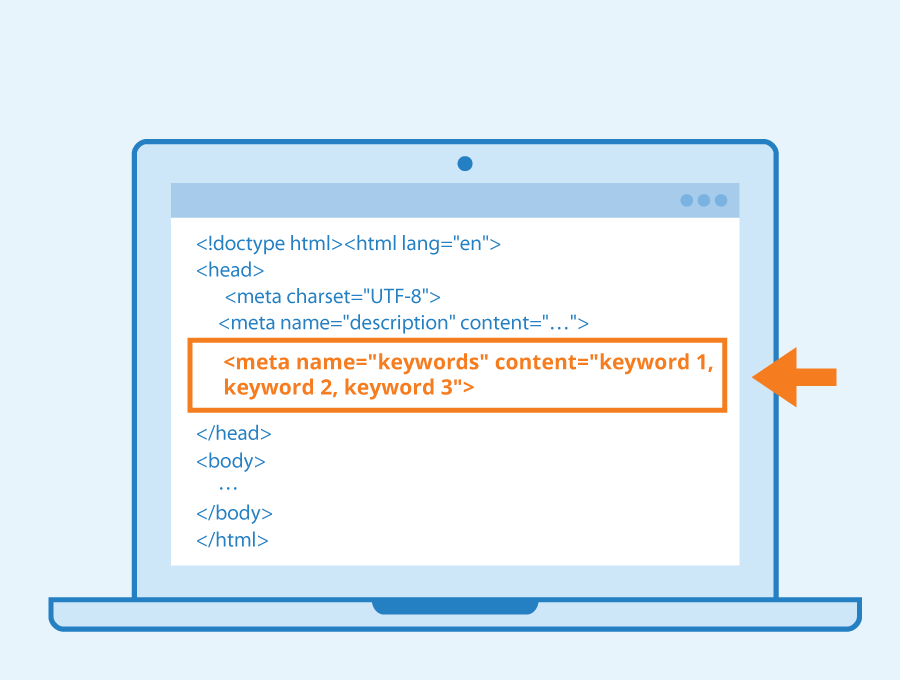 <!doctype html><html lang="en">
<head>
<meta charset="UTF-8">
<meta name="description" content="…">
<meta name="keywords" content="keyword 1,
keyword 2, keyword 3">
</head>
<body>
…
</body>
</html>